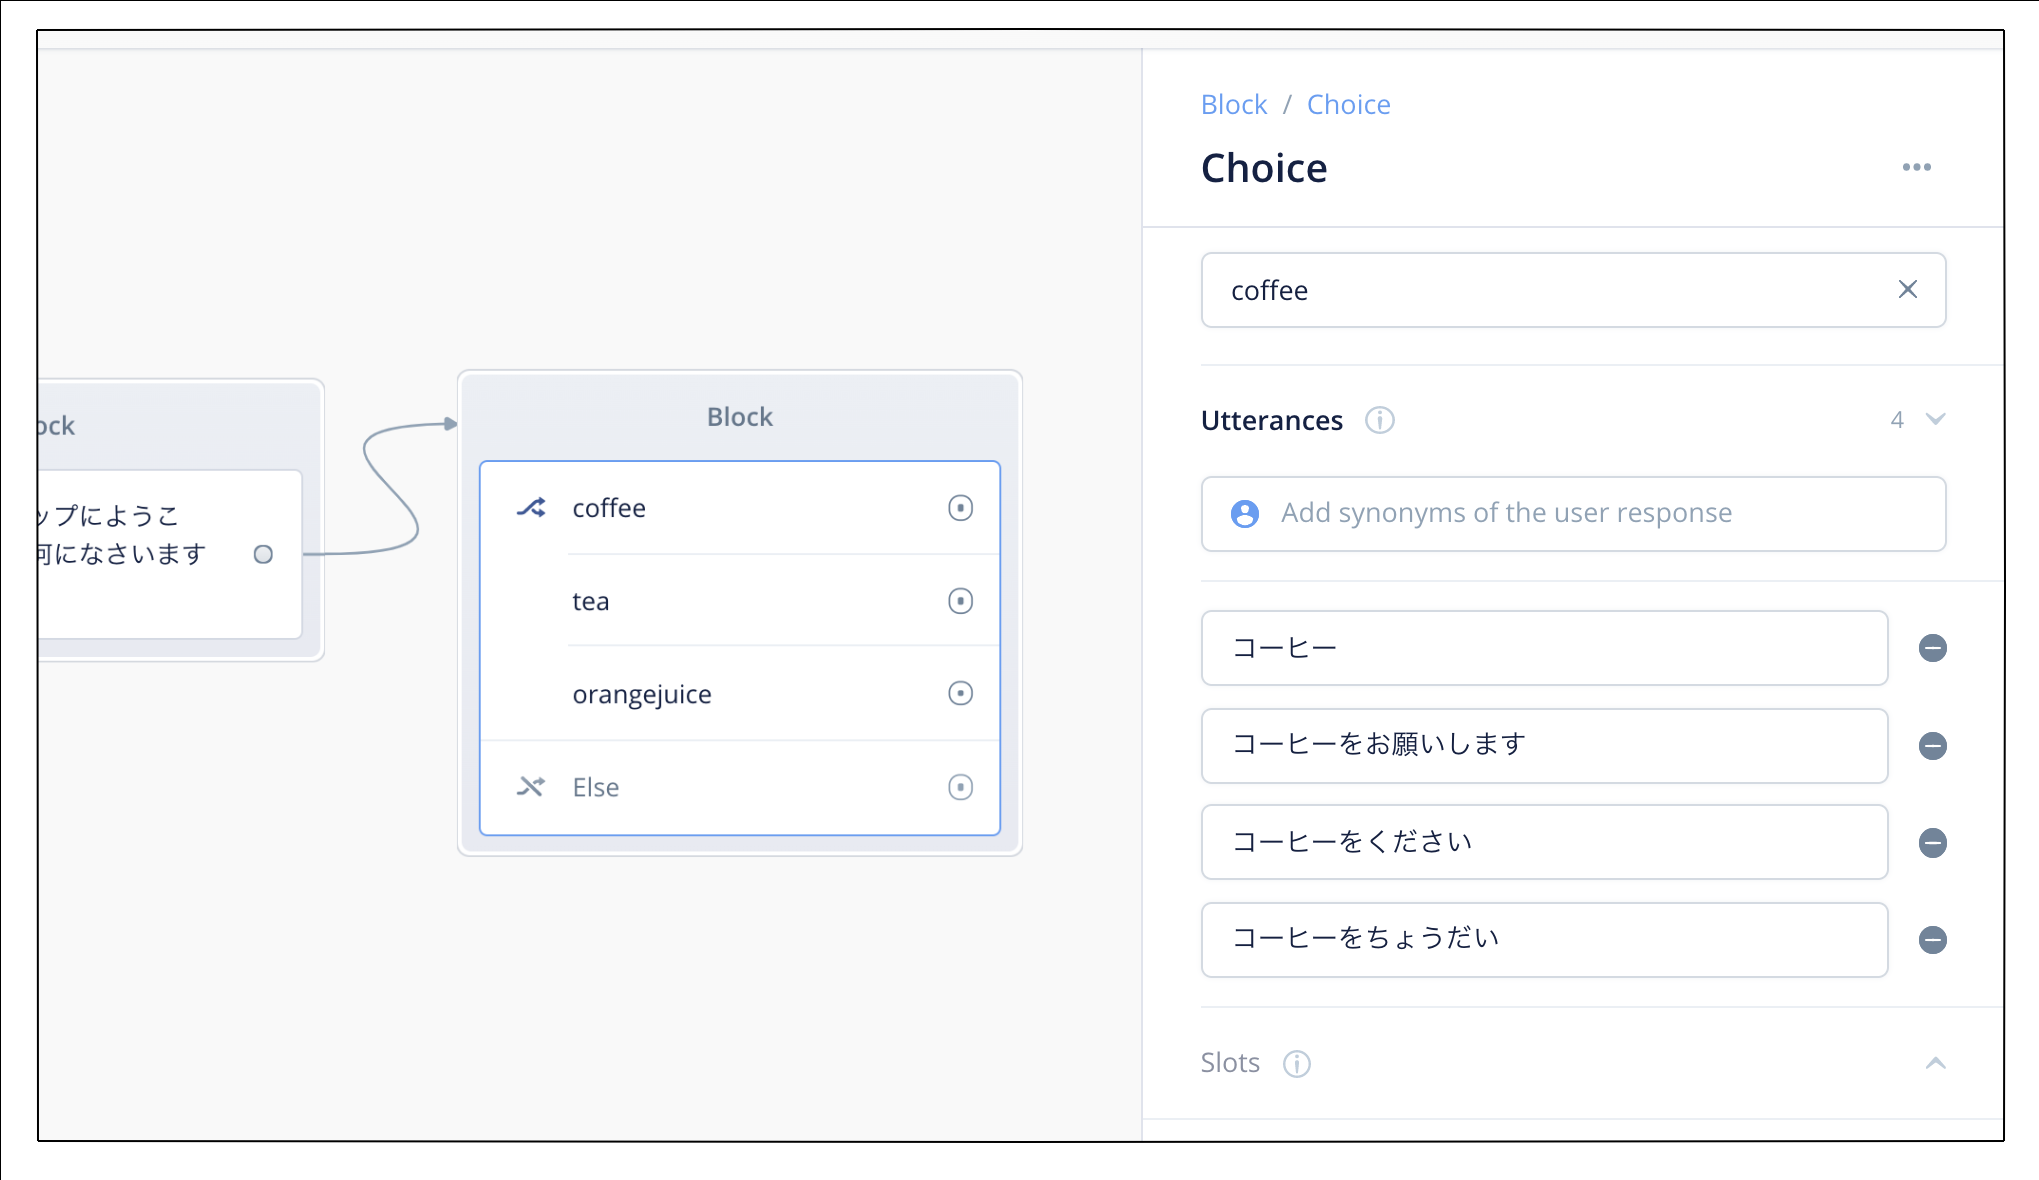 ップにようこ
何になさいます
Block
coffee
tea
orangejuice
Else
Block / Choice
Choice
coffee
Utterances
4
Add synonyms of the user response
コーヒー
コーヒーをお願いします
コーヒーをください
コーヒーをちょうだい
Slots